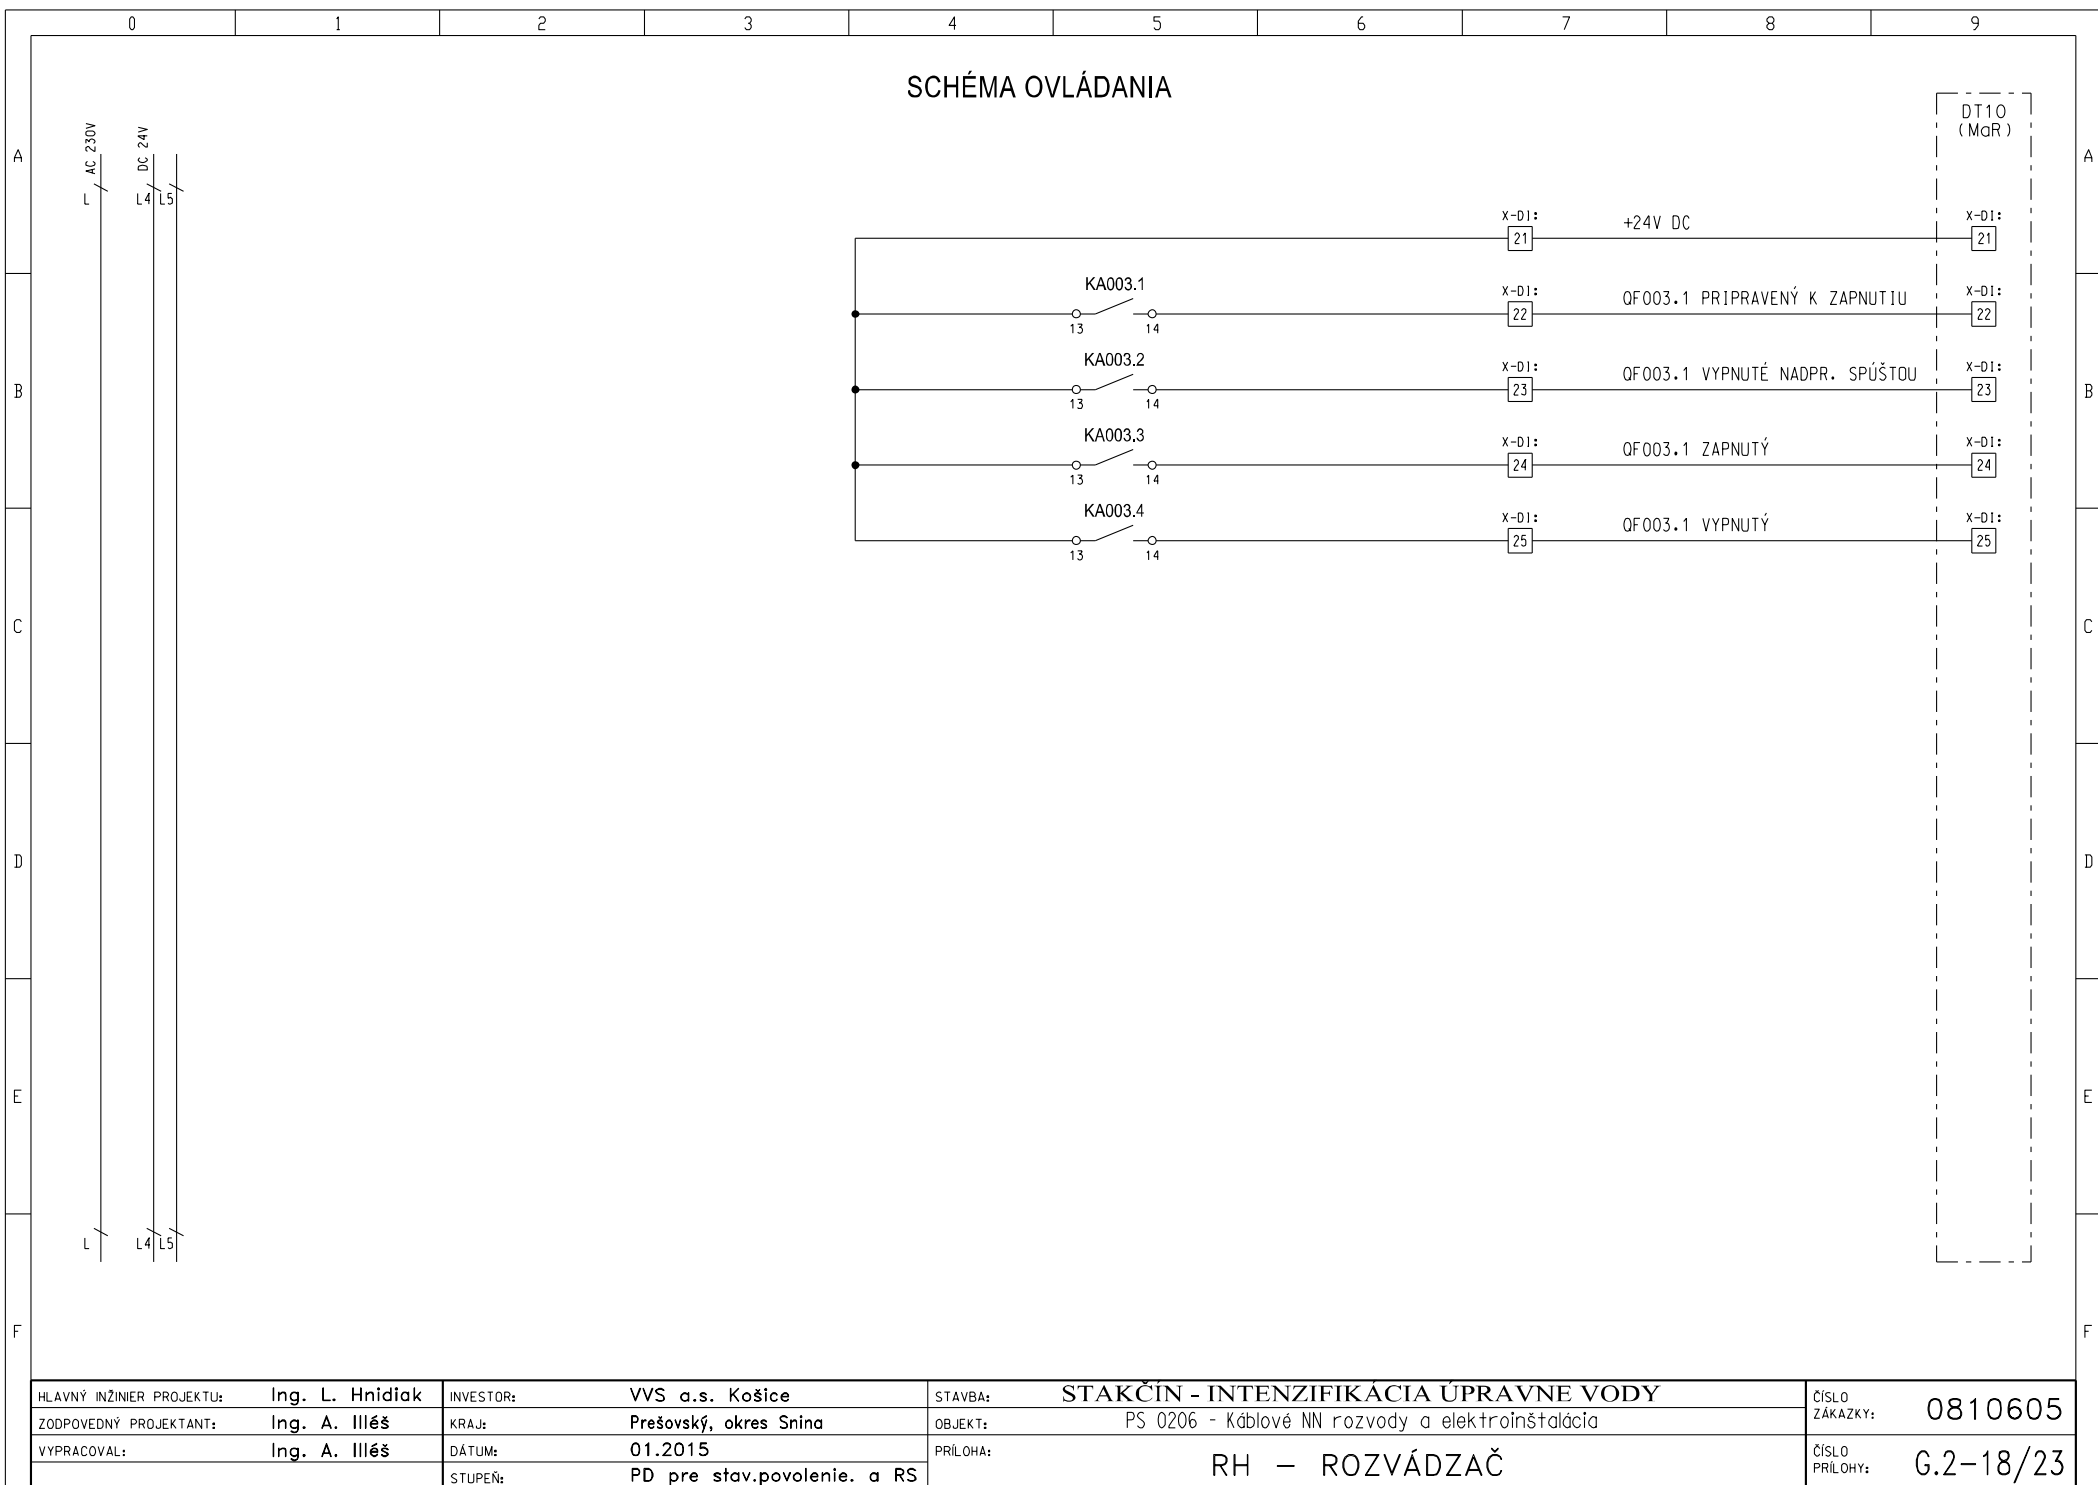 0 1 2 3 4 5 6 7 8 9
SCHÉMA OVLÁDANIA
DT10
(MaR)
AC 230V
DC 24V
A A
L L4 L5
X-DI: +24V DC X-DI:
21 21
KA003.1 X-DI: QF003.1 PRIPRAVENÝ K ZAPNUTIU X-DI:
13 14 22 22
KA003.2 X-DI: QF003.1 VYPNUTÉ NADPR. SPÚŠTOU X-DI:
B 13 14 23 23 B
KA003.3 X-DI: QF003.1 ZAPNUTÝ X-DI:
13 14 24 24
KA003.4 X-DI: QF003.1 VYPNUTÝ X-DI:
13 14 25 25
C C
D D
E E
L L4 L5
F F
HLAVNÝ INŽINIER PROJEKTU: Ing. L. Hnidiak
ZODPOVEDNÝ PROJEKTANT: Ing. A. Illéš
VYPRACOVAL: Ing. A. Illéš
INVESTOR: VVS a.s. Košice
KRAJ: Prešovský, okres Snina
DÁTUM: 01.2015
STUPEŇ: PD pre stav.povolenie. a RS
STAVBA: STAKČÍN - INTENZIFIKÁCIA ÚPRAVNE VODY
OBJEKT: PS 0206 - Káblové NN rozvody a elektroinštalácia
PRÍLOHA: RH – ROZVÁDZAČ
ČÍSLO
ZÁKAZKY: 0810605
ČÍSLO
PRÍLOHY: G.2-18/23